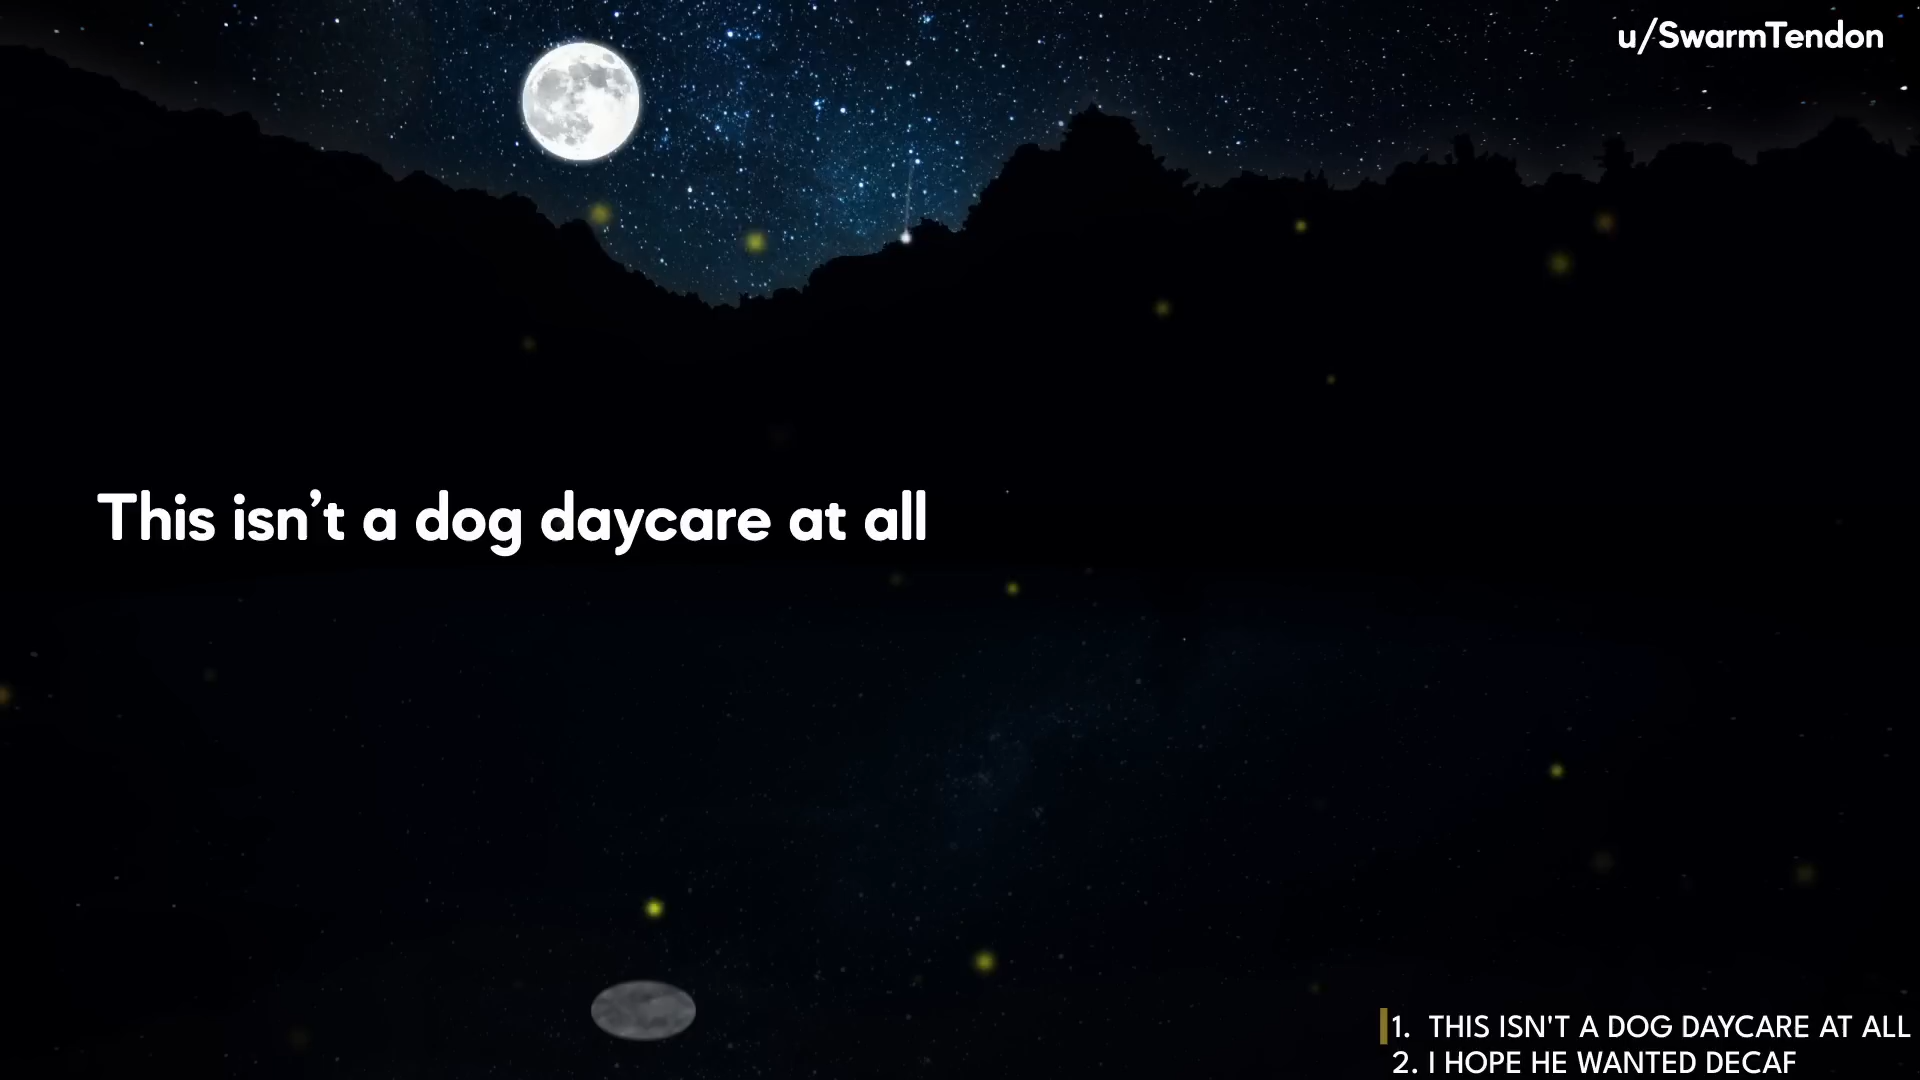 u/SwarmTendon
This isn’t a dog daycare at all
1. THIS ISN'T A DOG DAYCARE AT ALL
2. I HOPE HE WANTED DECAF